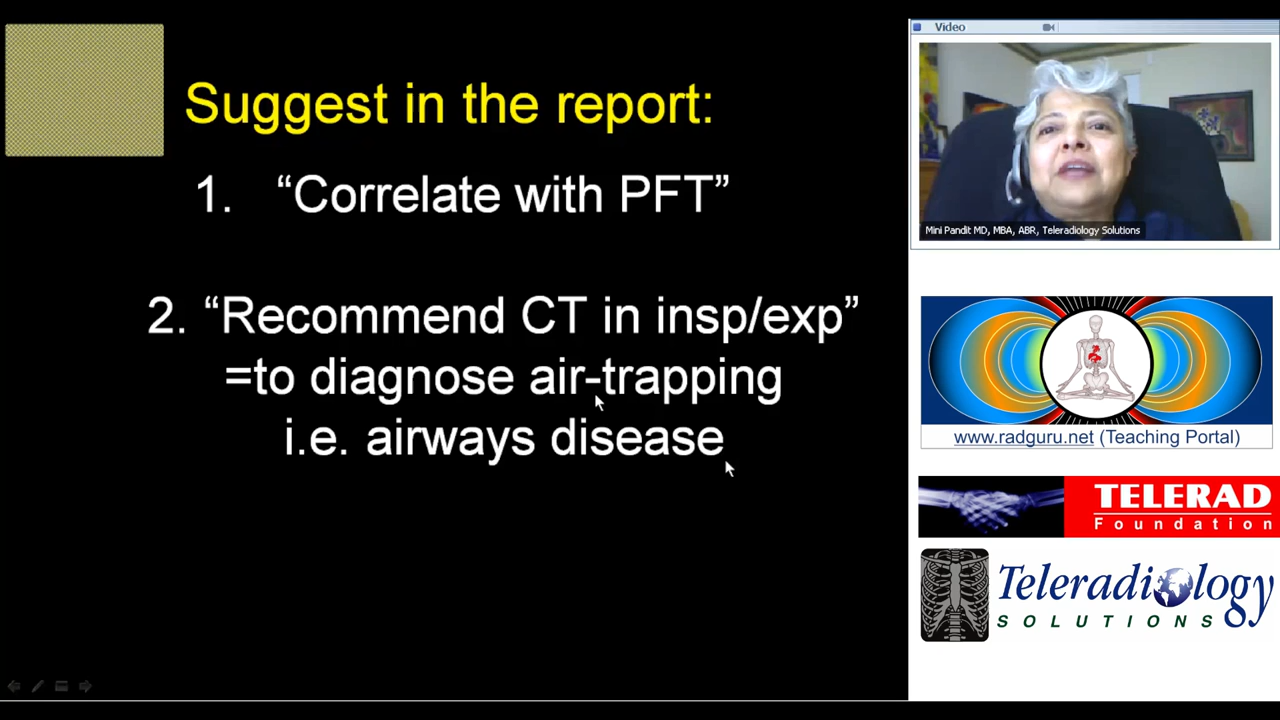 Suggest in the report:
1. “Correlate with PFT”
2. “Recommend CT in insp/exp”
=to diagnose air-trapping
i.e. airways disease
Video
Mini Pandit MD, MBA, ABR, Teleradiology Solutions
www.radguru.net (Teaching Portal)
TELERAD
Foundation
Teleradiology
SOLUTIONS